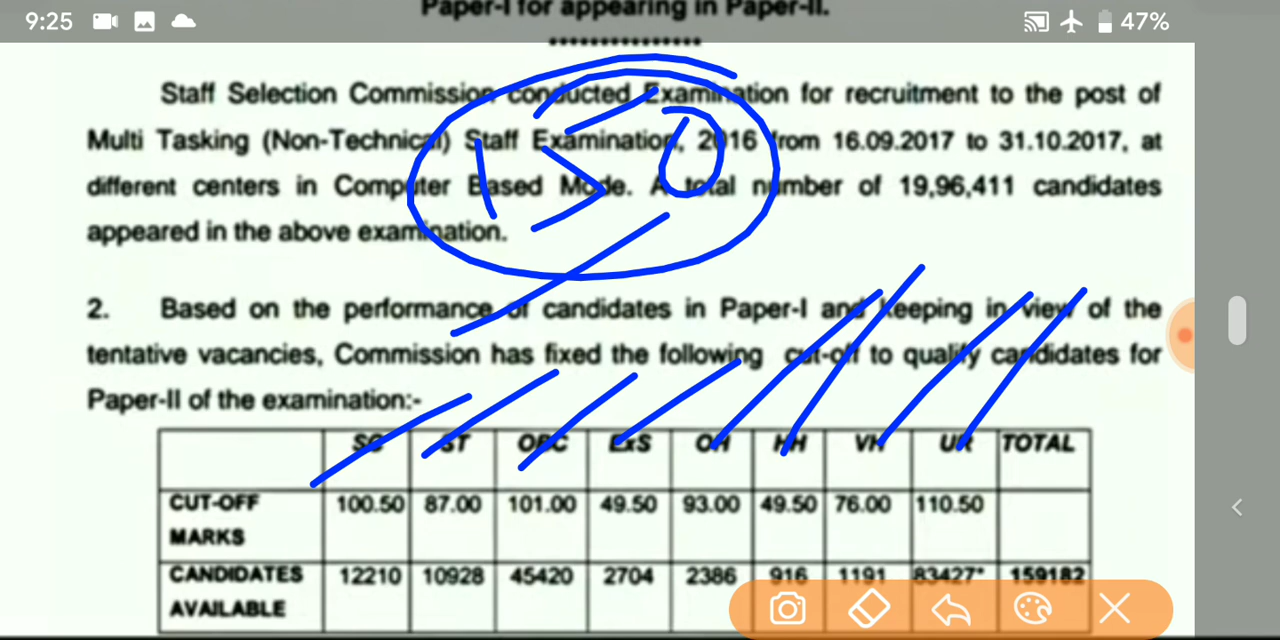 9:25
47%
Paper-I for appearing in Paper-II.
Staff Selection Commission conducted Examination for recruitment to the post of
Multi Tasking (Non-Technical) Staff Examination, 2016 from 16.09.2017 to 31.10.2017, at
different centers in Computer Based Mode. A total number of 19,96,411 candidates
appeared in the above examination.
2. Based on the performance of candidates in Paper-I and keeping in view of the
tentative vacancies, Commission has fixed the following cut-off to qualify candidates for
Paper-II of the examination:-
SC ST OBC ExS OH HH VH UR TOTAL
CUT-OFF MARKS 100.50 87.00 101.00 49.50 93.00 49.50 76.00 110.50
CANDIDATES AVAILABLE 12210 10928 45420 2704 2386 916 1191 83427* 159182